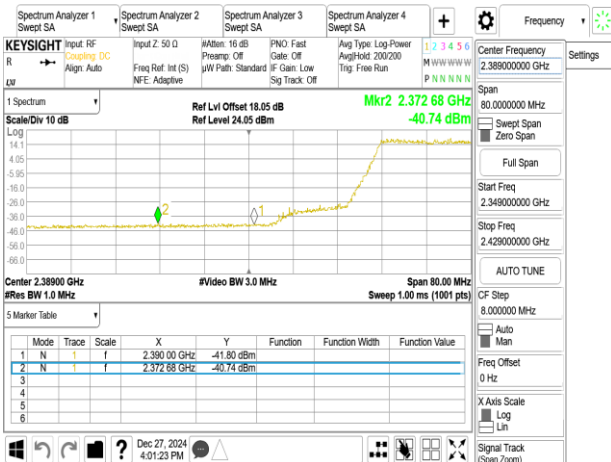 Spectrum Analyzer 1
Swept SA
Spectrum Analyzer 2
Swept SA
Spectrum Analyzer 3
Swept SA
Spectrum Analyzer 4
Swept SA
+
Frequency
Settings
KEYSIGHT
R
Input: RF
Coupling: DC
Align: Auto
Input Z: 50 Ω
Freq Ref: Int (S)
NFE: Adaptive
#Atten: 16 dB
Preamp: Off
µW Path: Standard
PNO: Fast
Gate: Off
IF Gain: Low
Sig Track: Off
Avg Type: Log-Power
Avg|Hold: 200/200
Trig: Free Run
1 2 3 4 5 6
M W W W W W
P N N N N N
1 Spectrum
Scale/Div 10 dB
Ref Lvl Offset 18.05 dB
Ref Level 24.05 dBm
Mkr2 2.372 68 GHz
-40.74 dBm
Log
14.1
4.05
-5.95
-16.0
-26.0
-36.0
-46.0
-56.0
-66.0
2
1
Center 2.38900 GHz
#Video BW 3.0 MHz
Span 80.00 MHz
#Res BW 1.0 MHz
Sweep 1.00 ms (1001 pts)
5 Marker Table
Mode Trace Scale X Y Function Function Width Function Value
1 N 1 f 2.390 00 GHz -41.80 dBm
2 N 1 f 2.372 68 GHz -40.74 dBm
3
4
5
6
Center Frequency
2.389000000 GHz
Span
80.0000000 MHz
Swept Span
Zero Span
Full Span
Start Freq
2.349000000 GHz
Stop Freq
2.429000000 GHz
AUTO TUNE
CF Step
8.000000 MHz
Auto
Man
Freq Offset
0 Hz
X Axis Scale
Log
Lin
Signal Track
(Span Zoom)
?
Dec 27, 2024
4:01:23 PM